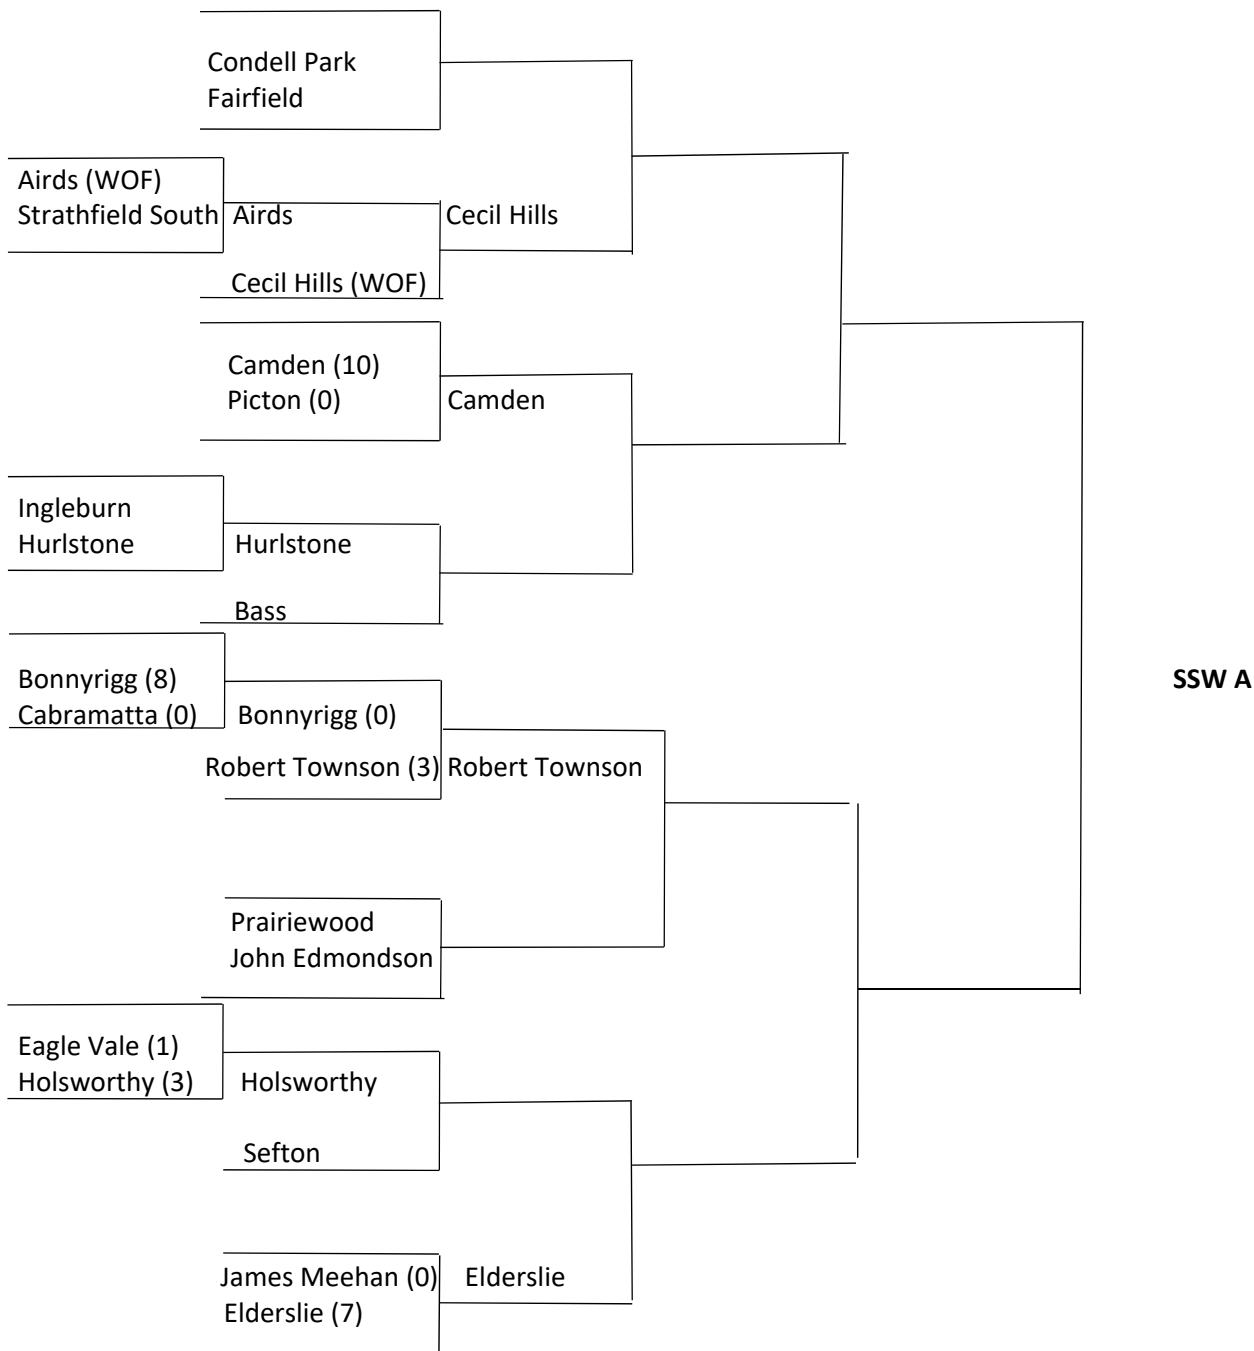 Condell Park
Fairfield
Airds (WOF)
Strathfield South
Airds
Cecil Hills
Cecil Hills (WOF)
Camden (10)
Picton (0)
Camden
Ingleburn
Hurlstone
Hurlstone
Bass
Bonnyrigg (8)
Cabramatta (0)
Bonnyrigg (0)
SSW A
Robert Townson (3)
Robert Townson
Prairiewood
John Edmondson
Eagle Vale (1)
Holsworthy (3)
Holsworthy
Sefton
James Meehan (0)
Elderslie
Elderslie (7)